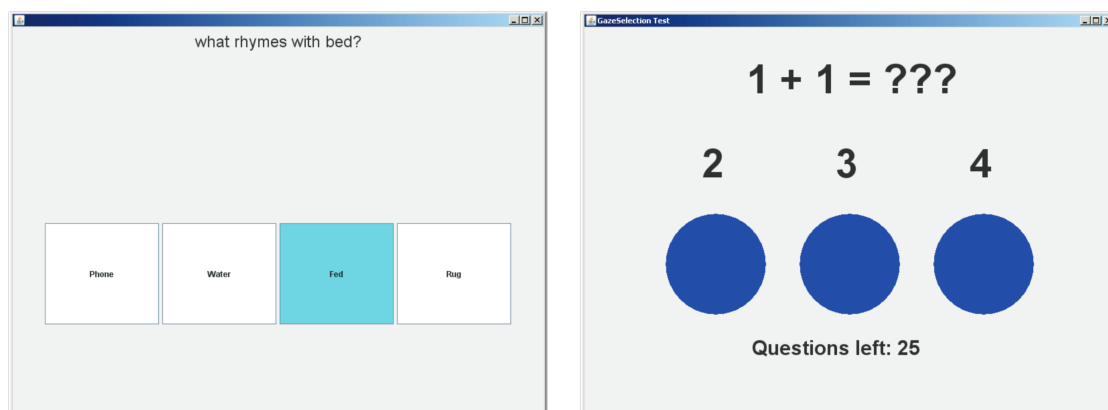 what rhymes with bed?
Phone Water Fed Rug
GazeSelection Test
1 + 1 = ???
2 3 4
Questions left: 25